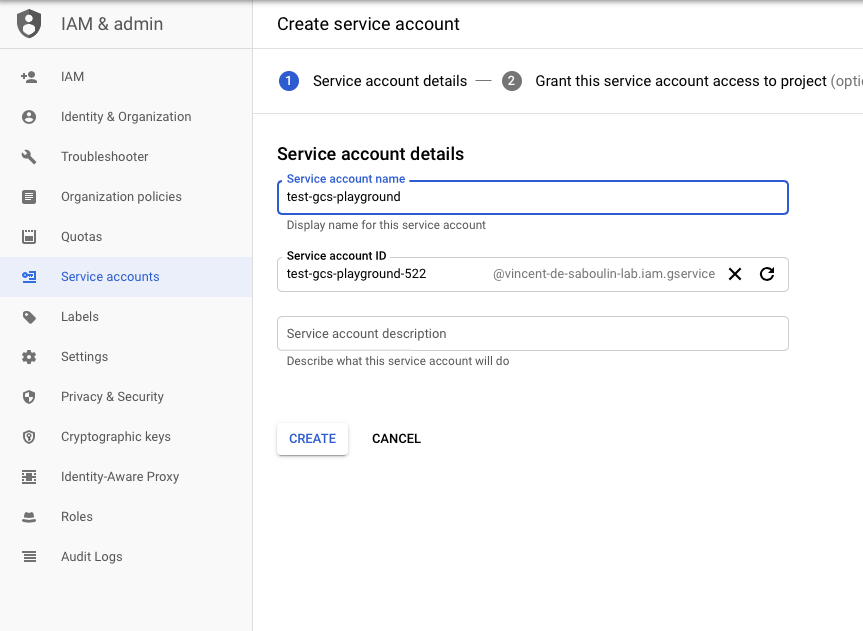 IAM & admin
IAM
Identity & Organization
Troubleshooter
Organization policies
Quotas
Service accounts
Labels
Settings
Privacy & Security
Cryptographic keys
Identity-Aware Proxy
Roles
Audit Logs
Create service account
1 Service account details — 2 Grant this service account access to project (opti
Service account details
Service account name
test-gcs-playground
Display name for this service account
Service account ID
test-gcs-playground-522 @vincent-de-saboulin-lab.iam.gservice
Service account description
Describe what this service account will do
CREATE CANCEL